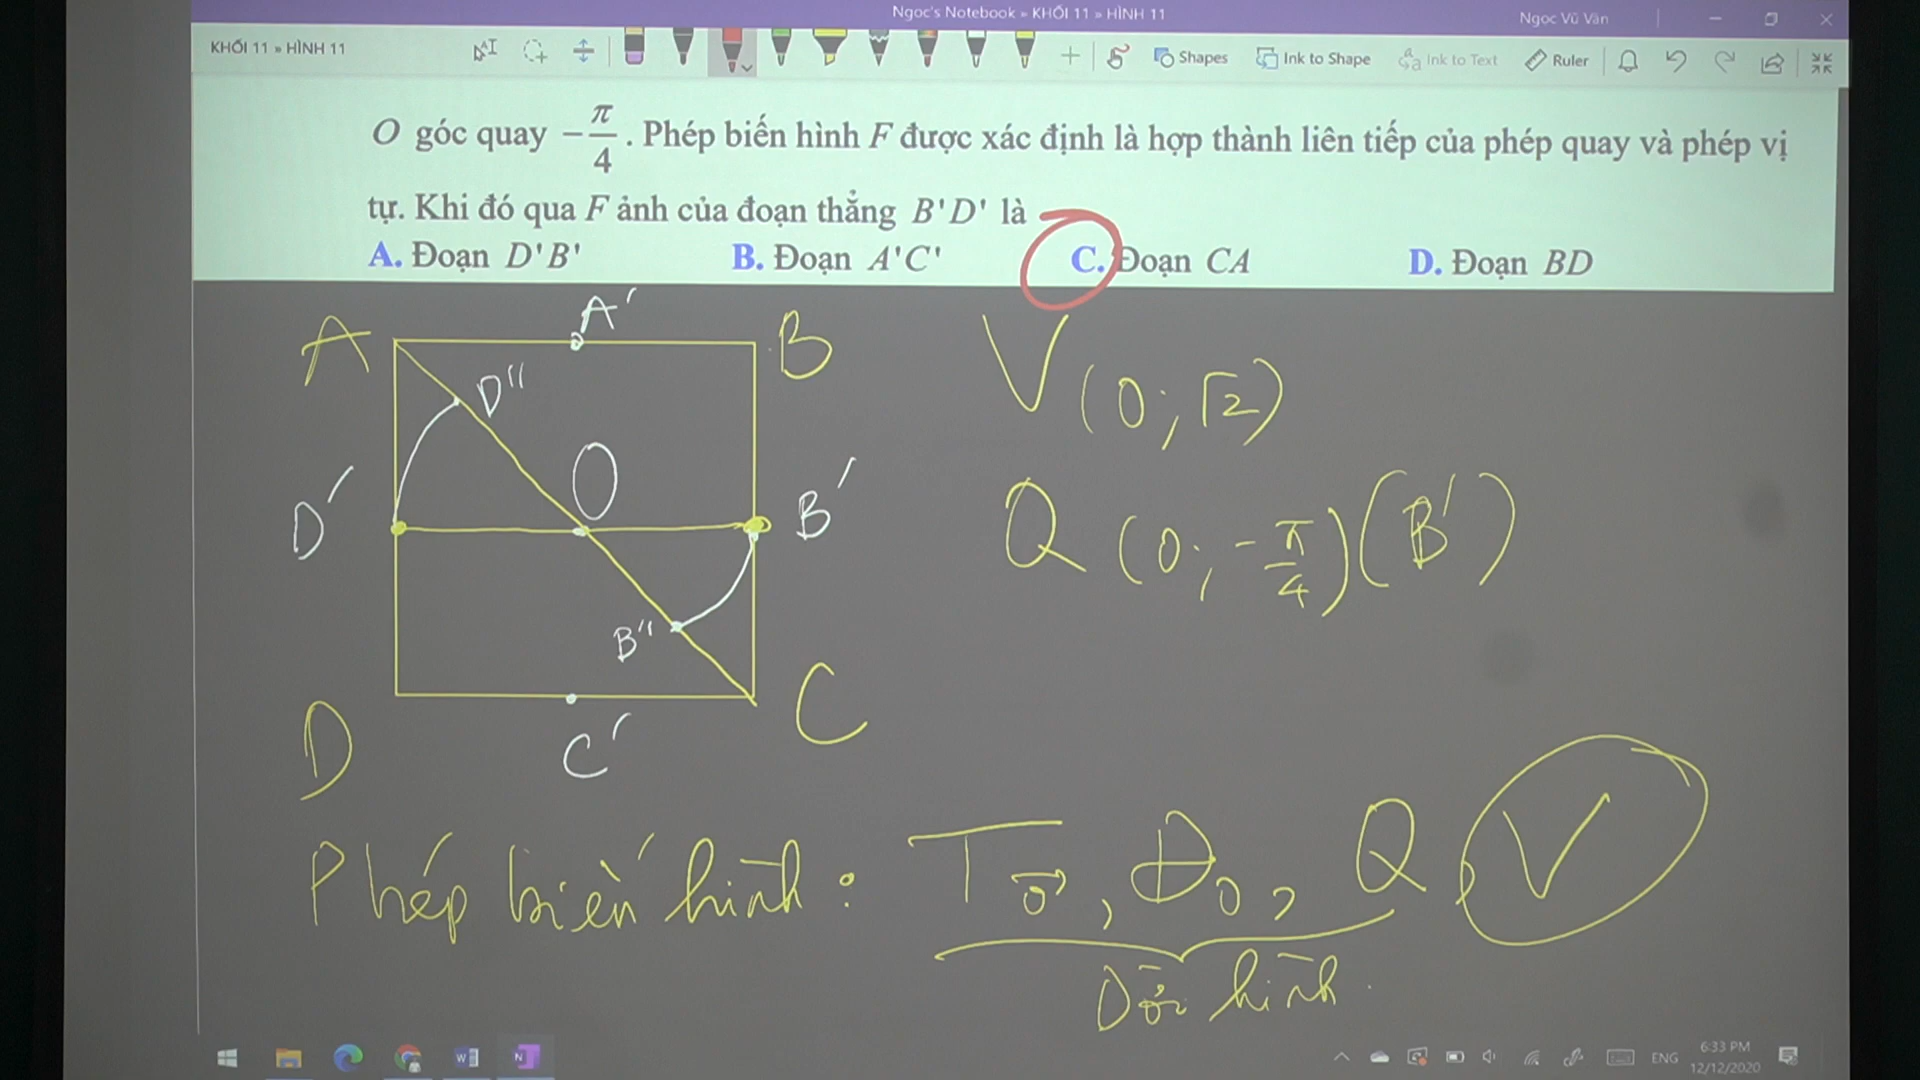 Ngoc's Notebook » KHỐI 11 » HÌNH 11
Ngoc Vũ Văn
KHỐI 11 » HÌNH 11
Shapes
Ink to Shape
Ink to Text
Ruler
O góc quay -π/4. Phép biến hình F được xác định là hợp thành liên tiếp của phép quay và phép vị
tự. Khi đó qua F ảnh của đoạn thẳng B'D' là
A. Đoạn D'B' B. Đoạn A'C' C. Đoạn CA D. Đoạn BD
A A' B
D''
O
D' B'
B''
D C' C
V(O; √2)
Q(O; -π/4)(B')
Phép biến hình: T, Đo, Q, V
Dời hình.
ENG
6:33 PM
12/12/2020